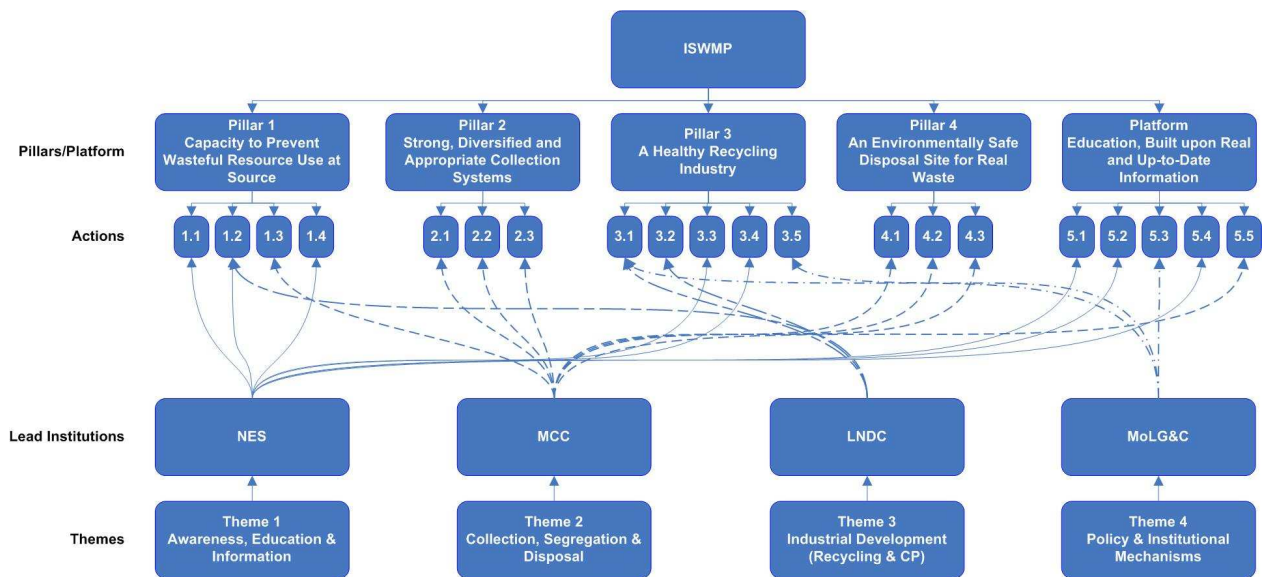 ISWMP
Pillars/Platform
Pillar 1
Capacity to Prevent
Wasteful Resource Use at
Source
Pillar 2
Strong, Diversified and
Appropriate Collection
Systems
Pillar 3
A Healthy Recycling
Industry
Pillar 4
An Environmentally Safe
Disposal Site for Real
Waste
Platform
Education, Built upon Real
and Up-to-Date
Information
Actions
1.1 1.2 1.3 1.4 2.1 2.2 2.3 3.1 3.2 3.3 3.4 3.5 4.1 4.2 4.3 5.1 5.2 5.3 5.4 5.5
Lead Institutions
NES
MCC
LNDC
MoLG&C
Themes
Theme 1
Awareness, Education &
Information
Theme 2
Collection, Segregation &
Disposal
Theme 3
Industrial Development
(Recycling & CP)
Theme 4
Policy & Institutional
Mechanisms